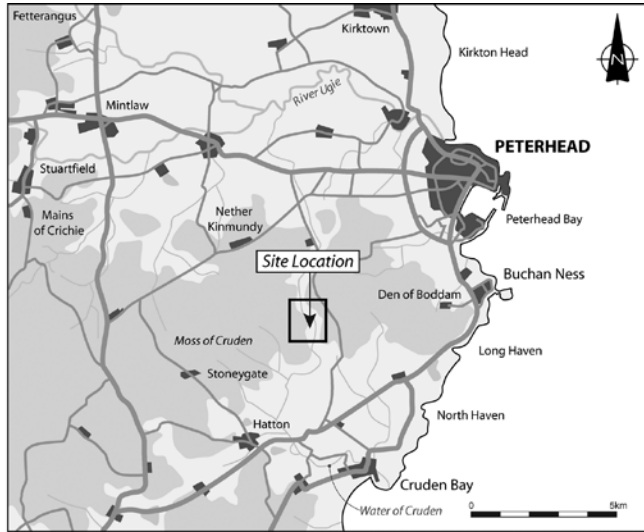 Fetterangus
Kirktown
Kirkton Head
N
River Ugie
Mintlaw
PETERHEAD
Stuartfield
Mains
of Crichie
Nether
Kinmundy
Peterhead Bay
Site Location
Buchan Ness
Den of Boddam
Moss of Cruden
Long Haven
Stoneygate
North Haven
Hatton
Cruden Bay
Water of Cruden
0
5km